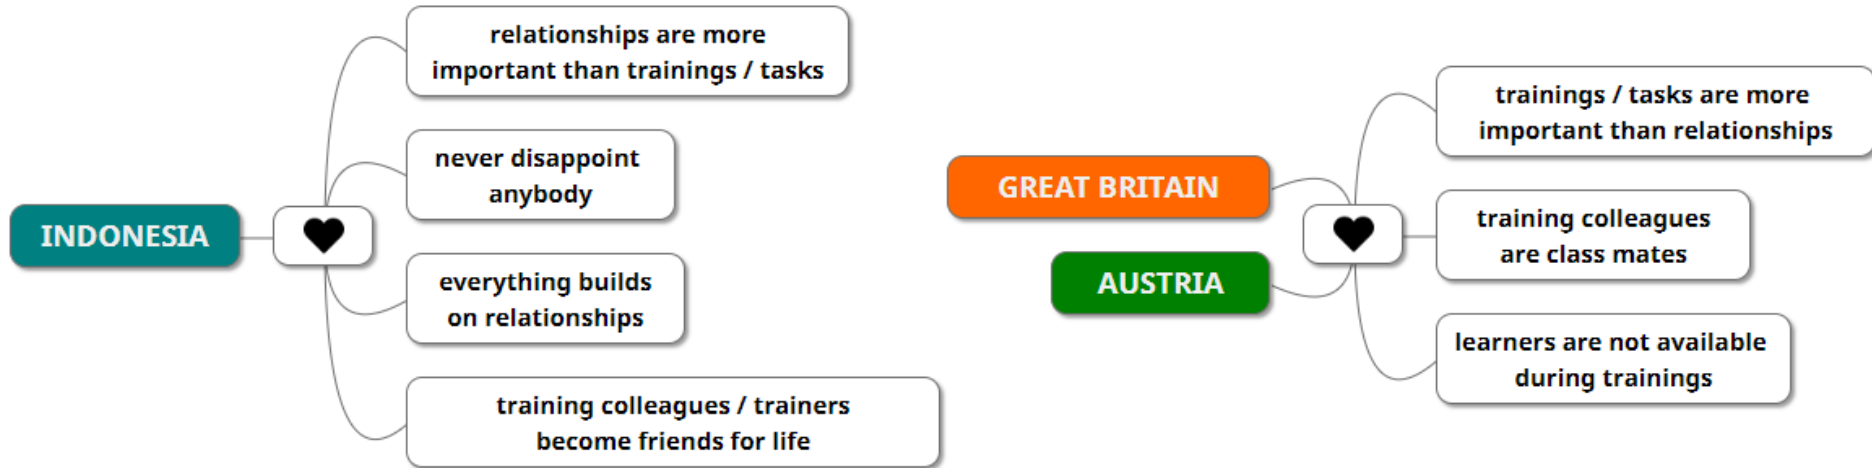 INDONESIA
relationships are more
important than trainings / tasks
never disappoint
anybody
everything builds
on relationships
training colleagues / trainers
become friends for life
GREAT BRITAIN
AUSTRIA
trainings / tasks are more
important than relationships
training colleagues
are class mates
learners are not available
during trainings